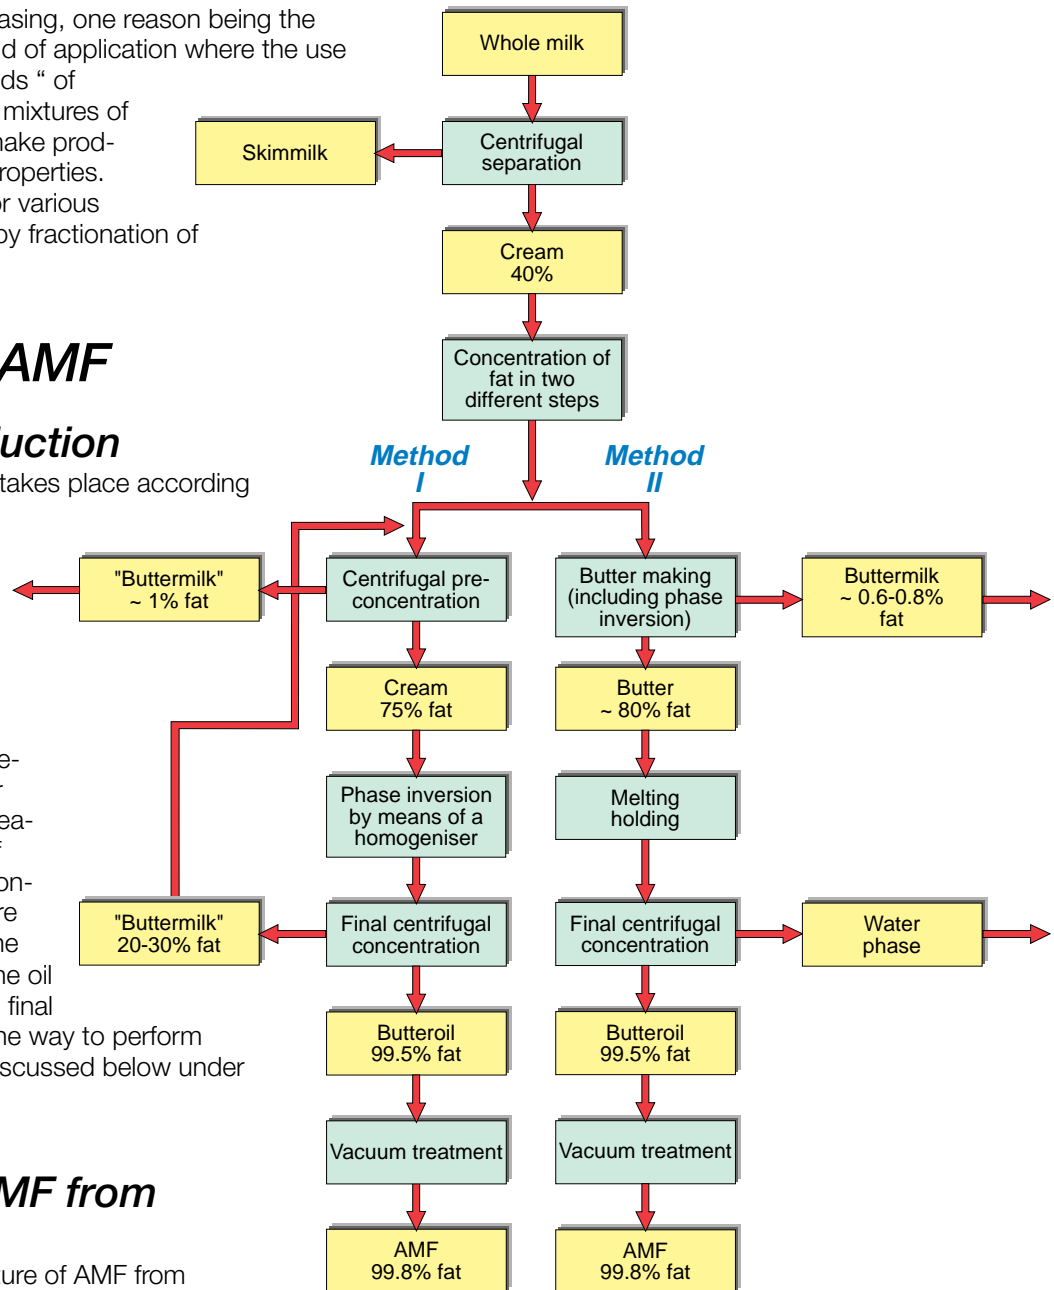 asing, one reason being the
d of application where the use
ds “ of
mixtures of
nake prod-
roperties.
or various
by fractionation of
AMF
luction
takes place according
e-
r
ea-
f
on-
re
ne
ne oil
final
ne way to perform
iscussed below under
MF from
ture of AMF from
Whole milk
Skimmilk
Centrifugal
separation
Cream
40%
Concentration of
fat in two
different steps
Method
I
Method
II
"Buttermilk"
~ 1% fat
Centrifugal pre-
concentration
Butter making
(including phase
inversion)
Buttermilk
~ 0.6-0.8%
fat
Cream
75% fat
Butter
~ 80% fat
Phase inversion
by means of a
homogeniser
Melting
holding
"Buttermilk"
20-30% fat
Final centrifugal
concentration
Final centrifugal
concentration
Water
phase
Butteroil
99.5% fat
Butteroil
99.5% fat
Vacuum treatment
Vacuum treatment
AMF
99.8% fat
AMF
99.8% fat